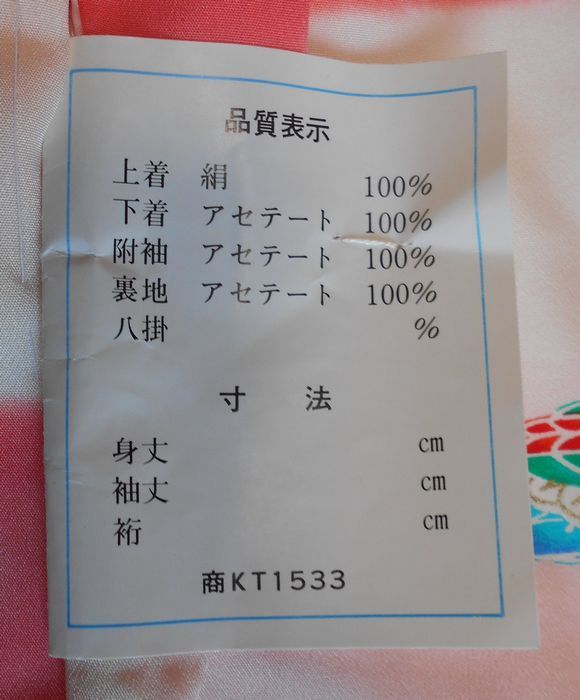 品質表示
上着 絹 100%
下着 アセテート 100%
附袖 アセテート 100%
裏地 アセテート 100%
八掛 %
寸 法
身丈 cm
袖丈 cm
裄 cm
商KT1533